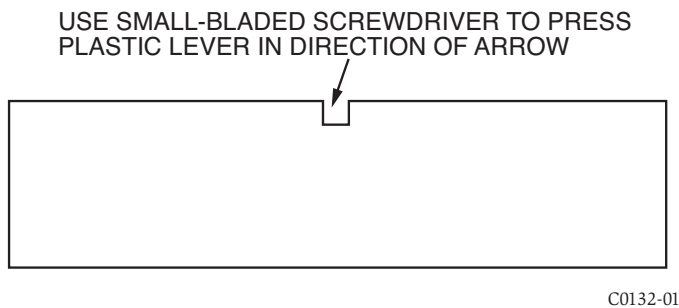 USE SMALL-BLADED SCREWDRIVER TO PRESS
PLASTIC LEVER IN DIRECTION OF ARROW
C0132-01